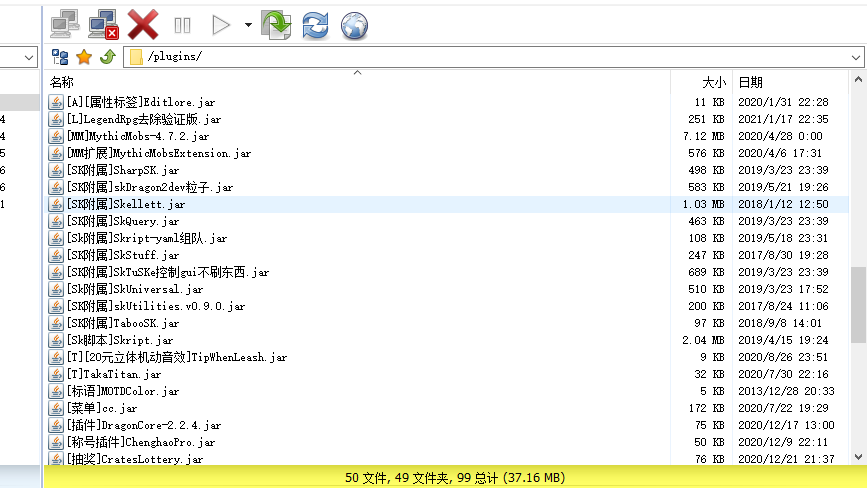 /plugins/
名称 大小 日期
[A][属性标签]Editlore.jar 11 KB 2020/1/31 22:28
4 [L]LegendRpg去除验证版.jar 251 KB 2021/1/17 22:35
4 [MM]MythicMobs-4.7.2.jar 7.12 MB 2020/4/28 0:00
5 [MM扩展]MythicMobsExtension.jar 576 KB 2020/4/6 17:31
6 [SK附属]SharpSK.jar 498 KB 2019/3/23 23:39
6 [SK附属]skDragon2dev粒子.jar 583 KB 2019/5/21 19:26
1 [SK附属]Skellett.jar 1.03 MB 2018/1/12 12:50
[SK附属]SkQuery.jar 463 KB 2019/3/23 23:39
[Sk附属]Skript-yaml组队.jar 108 KB 2019/5/18 23:31
[SK附属]SkStuff.jar 247 KB 2017/8/30 19:28
[SK附属]SkTuSKe控制gui不刷东西.jar 689 KB 2019/3/23 23:39
[Sk附属]SkUniversal.jar 510 KB 2019/3/23 17:52
[SK附属]skUtilities.v0.9.0.jar 200 KB 2017/8/24 11:06
[SK附属]TabooSK.jar 97 KB 2018/9/8 14:01
[Sk脚本]Skript.jar 2.04 MB 2019/4/15 19:24
[T][20元立体机动音效]TipWhenLeash.jar 9 KB 2020/8/26 23:51
[T]TakaTitan.jar 32 KB 2020/7/30 22:16
[标语]MOTDColor.jar 5 KB 2013/12/28 20:33
[菜单]cc.jar 172 KB 2020/7/22 19:29
[插件]DragonCore-2.2.4.jar 75 KB 2020/12/17 13:00
[称号插件]ChenghaoPro.jar 50 KB 2020/12/9 22:11
[抽奖]CratesLottery.jar 76 KB 2020/12/21 21:37
50 文件, 49 文件夹, 99 总计 (37.16 MB)